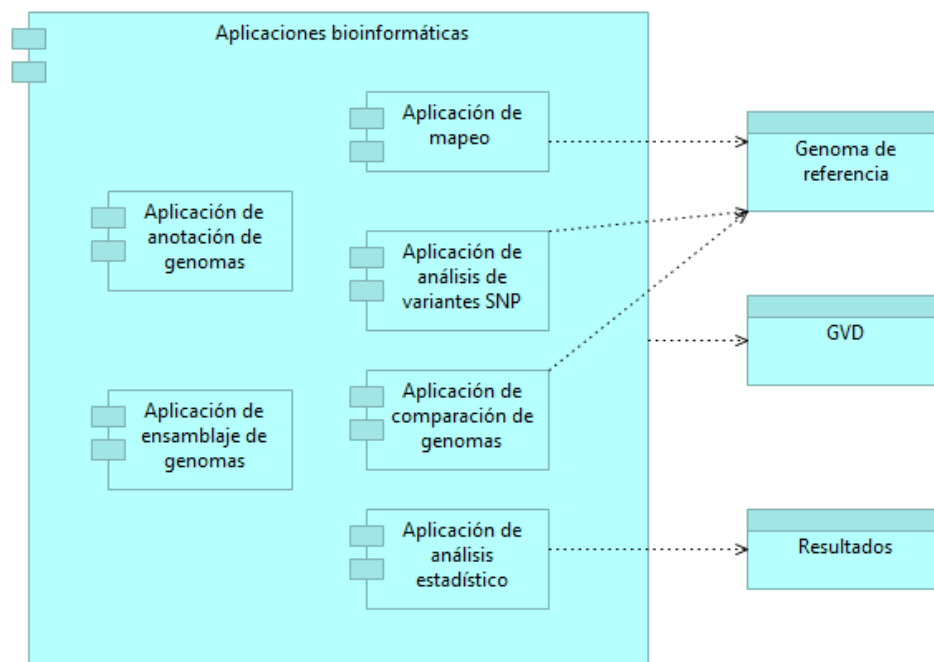 Aplicaciones bioinformáticas
Aplicación de
mapeo
Genoma de
referencia
Aplicación de
anotación de
genomas
Aplicación de
análisis de
variantes SNP
GVD
Aplicación de
comparación de
genomas
Aplicación de
ensamblaje de
genomas
Aplicación de
análisis
estadístico
Resultados